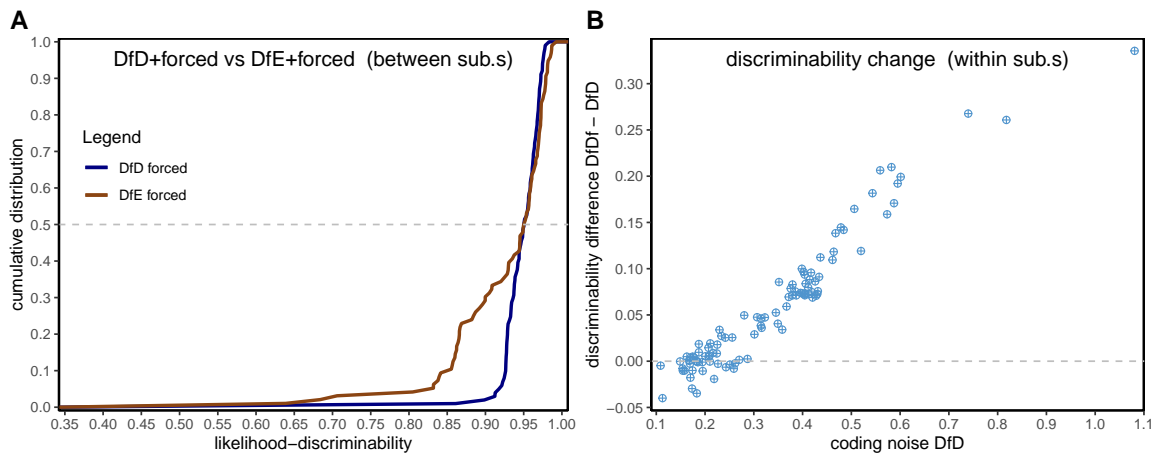 A
DfD+forced vs DfE+forced (between sub.s)
cumulative distribution
1.0
0.9
0.8
0.7
0.6
0.5
0.4
0.3
0.2
0.1
0.0
Legend
DfD forced
DfE forced
0.35 0.40 0.45 0.50 0.55 0.60 0.65 0.70 0.75 0.80 0.85 0.90 0.95 1.00
likelihood−discriminability
B
discriminability change (within sub.s)
discriminability difference DfDf − DfD
0.30
0.25
0.20
0.15
0.10
0.05
0.00
−0.05
0.1 0.2 0.3 0.4 0.5 0.6 0.7 0.8 0.9 1.0 1.1
coding noise DfD